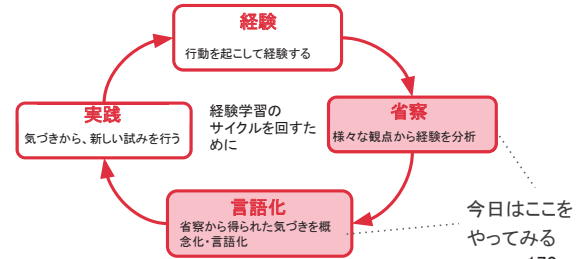 経験
行動を起こして経験する
実践
気づきから、新しい試みを行う
経験学習の
サイクルを回すた
めに
省察
様々な観点から経験を分析
言語化
省察から得られた気づきを概
念化・言語化
今日はここを
やってみる